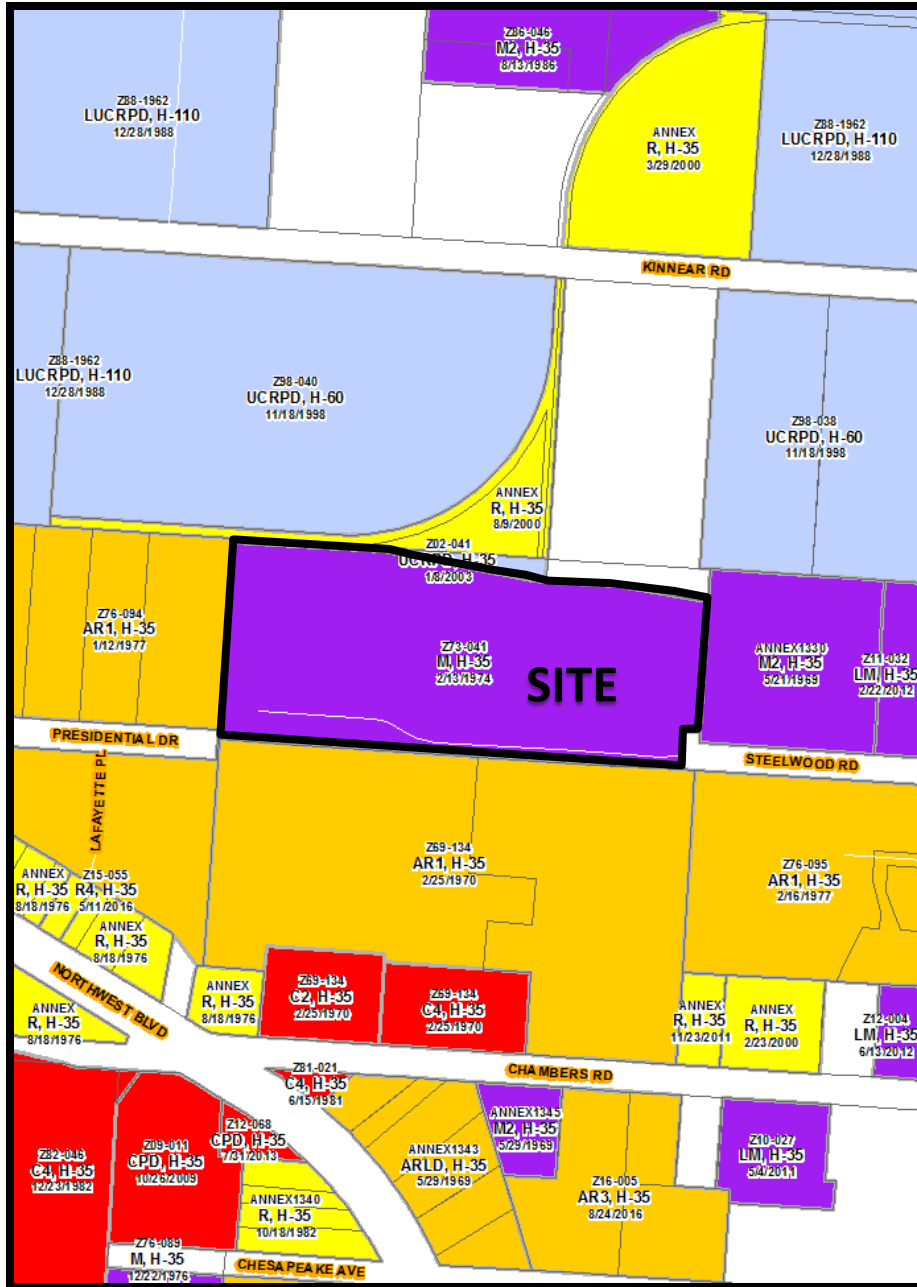 Z86-046
M2, H-35
8/13/1986
Z88-1962
LUCRPD, H-110
12/28/1988
ANNEX
R, H-35
3/29/2000
Z88-1962
LUCRPD, H-110
12/28/1988
KINNEAR RD
Z88-1962
LUCRPD, H-110
12/28/1988
Z98-040
UCRPD, H-60
11/18/1998
Z98-038
UCRPD, H-60
11/18/1998
ANNEX
R, H-35
8/9/2000
Z02-041
UCRPD, H-35
1/8/2003
Z76-094
AR1, H-35
1/12/1977
Z73-041
M, H-35
2/13/1974
SITE
ANNEX1330
M2, H-35
5/21/1969
Z11-032
LM, H-35
2/22/2012
PRESIDENTIAL DR
STEELWOOD RD
LAFAYETTE PL
Z69-134
AR1, H-35
2/25/1970
Z76-095
AR1, H-35
2/16/1977
ANNEX
R, H-35
8/18/1976
Z15-055
R4, H-35
5/11/2016
ANNEX
R, H-35
8/18/1976
NORTHWEST BLVD
ANNEX
R, H-35
8/18/1976
Z69-134
C2, H-35
2/25/1970
Z69-134
C4, H-35
2/25/1970
ANNEX
R, H-35
11/23/2011
ANNEX
R, H-35
2/23/2000
Z12-004
LM, H-35
6/13/2012
ANNEX
R, H-35
8/18/1976
CHAMBERS RD
Z81-021
C4, H-35
6/15/1981
Z82-046
C4, H-35
12/23/1982
Z09-011
CPD, H-35
10/26/2009
Z12-068
CPD, H-35
7/31/2013
ANNEX1343
ARLD, H-35
5/29/1969
ANNEX1345
M2, H-35
5/29/1969
Z10-027
LM, H-35
5/4/2011
Z16-005
AR3, H-35
8/24/2016
ANNEX1340
R, H-35
10/18/1982
Z76-089
M, H-35
12/22/1976
CHESAPEAKE AVE